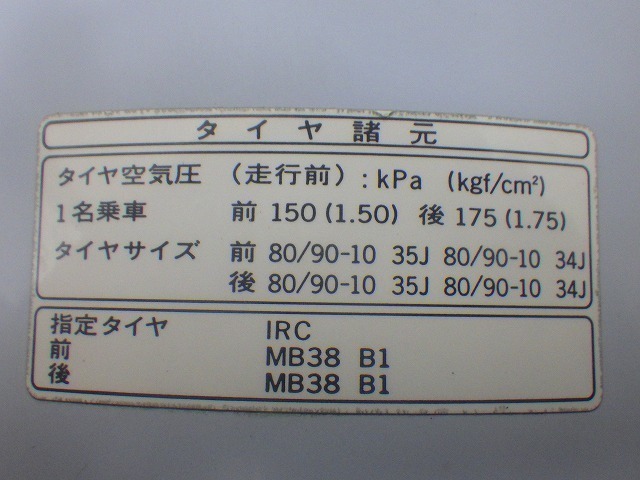 タイヤ諸元
タイヤ空気圧 (走行前):kPa (kgf/cm²)
1名乗車 前 150(1.50) 後 175(1.75)
タイヤサイズ 前 80/90-10 35J 80/90-10 34J
後 80/90-10 35J 80/90-10 34J
指定タイヤ IRC
前 MB38 B1
後 MB38 B1